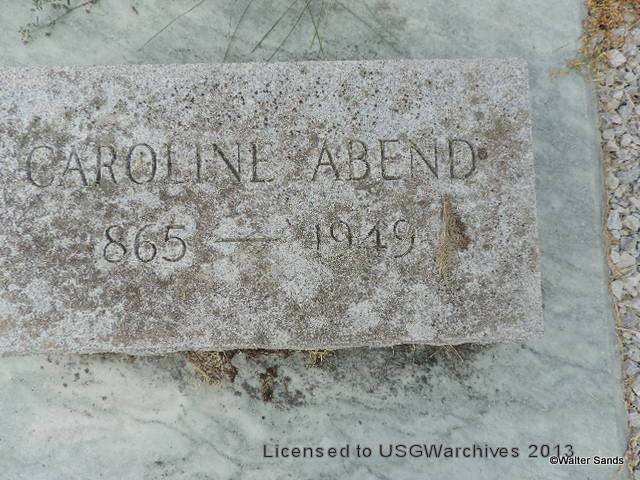 CAROLINE ABEND
865 — 1949
Licensed to USGWarchives 2013
©Walter Sands